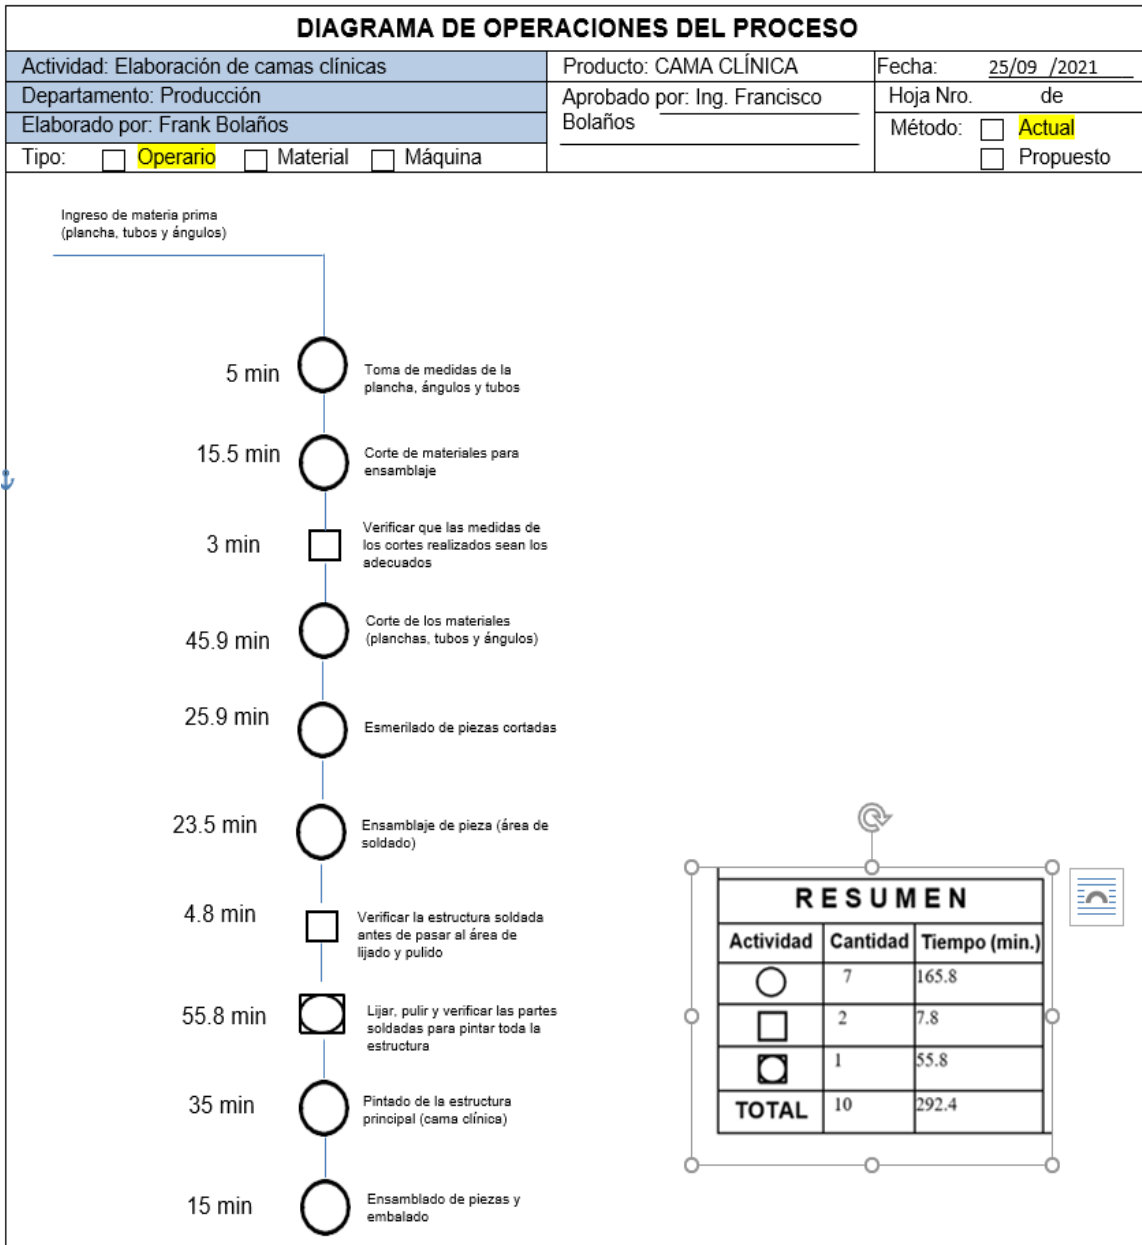 DIAGRAMA DE OPERACIONES DEL PROCESO
Actividad: Elaboración de camas clínicas
Producto: CAMA CLÍNICA
Fecha: 25/09 /2021
Departamento: Producción
Aprobado por: Ing. Francisco
Bolaños
Hoja Nro. de
Elaborado por: Frank Bolaños
Método: Actual
Propuesto
Tipo: Operario Material Máquina
Ingreso de materia prima
(plancha, tubos y ángulos)
5 min
Toma de medidas de la
plancha, ángulos y tubos
15.5 min
Corte de materiales para
ensamblaje
3 min
Verificar que las medidas de
los cortes realizados sean los
adecuados
45.9 min
Corte de los materiales
(planchas, tubos y ángulos)
25.9 min
Esmerilado de piezas cortadas
23.5 min
Ensamblaje de pieza (área de
soldado)
4.8 min
Verificar la estructura soldada
antes de pasar al área de
lijado y pulido
55.8 min
Lijar, pulir y verificar las partes
soldadas para pintar toda la
estructura
35 min
Pintado de la estructura
principal (cama clínica)
15 min
Ensamblado de piezas y
embalado
RESUMEN
Actividad Cantidad Tiempo (min.)
7 165.8
2 7.8
1 55.8
TOTAL 10 292.4